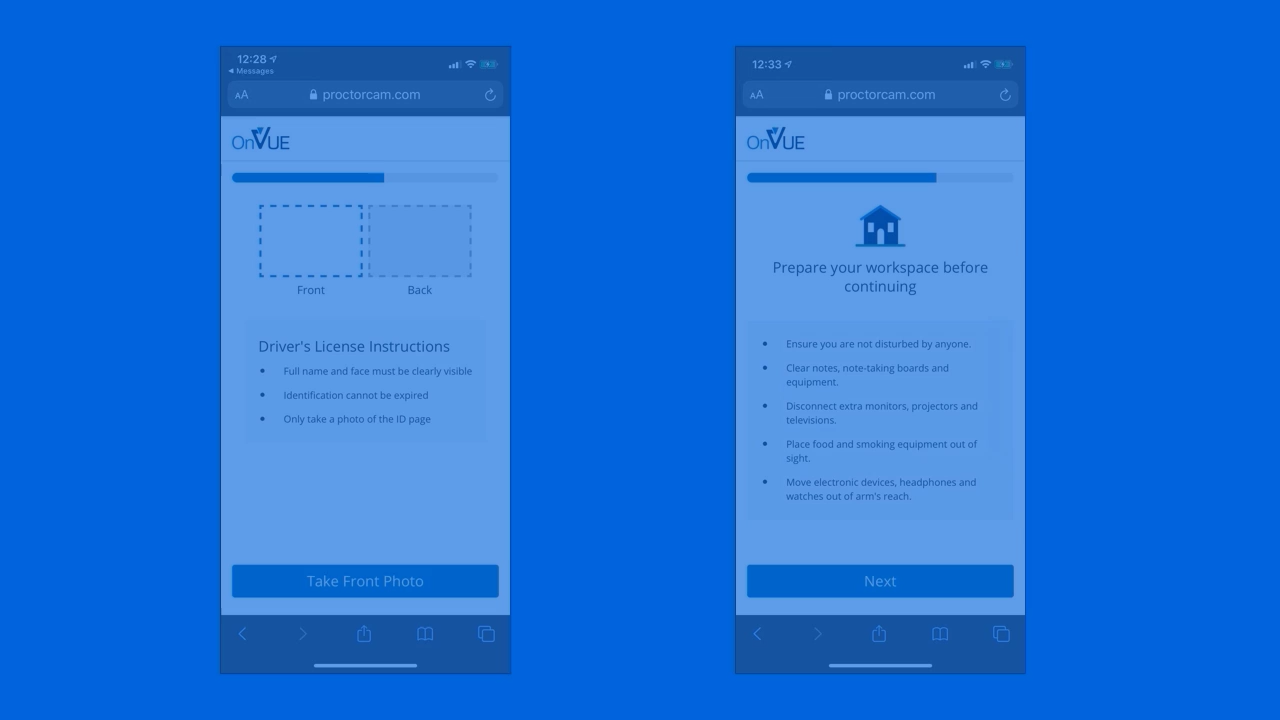 12:28
Messages
AA proctorcam.com
OnVUE
Front Back
Driver's License Instructions
Full name and face must be clearly visible
Identification cannot be expired
Only take a photo of the ID page
Take Front Photo
12:33
AA proctorcam.com
OnVUE
Prepare your workspace before
continuing
Ensure you are not disturbed by anyone.
Clear notes, note-taking boards and
equipment.
Disconnect extra monitors, projectors and
televisions.
Place food and smoking equipment out of
sight.
Move electronic devices, headphones and
watches out of arm's reach.
Next